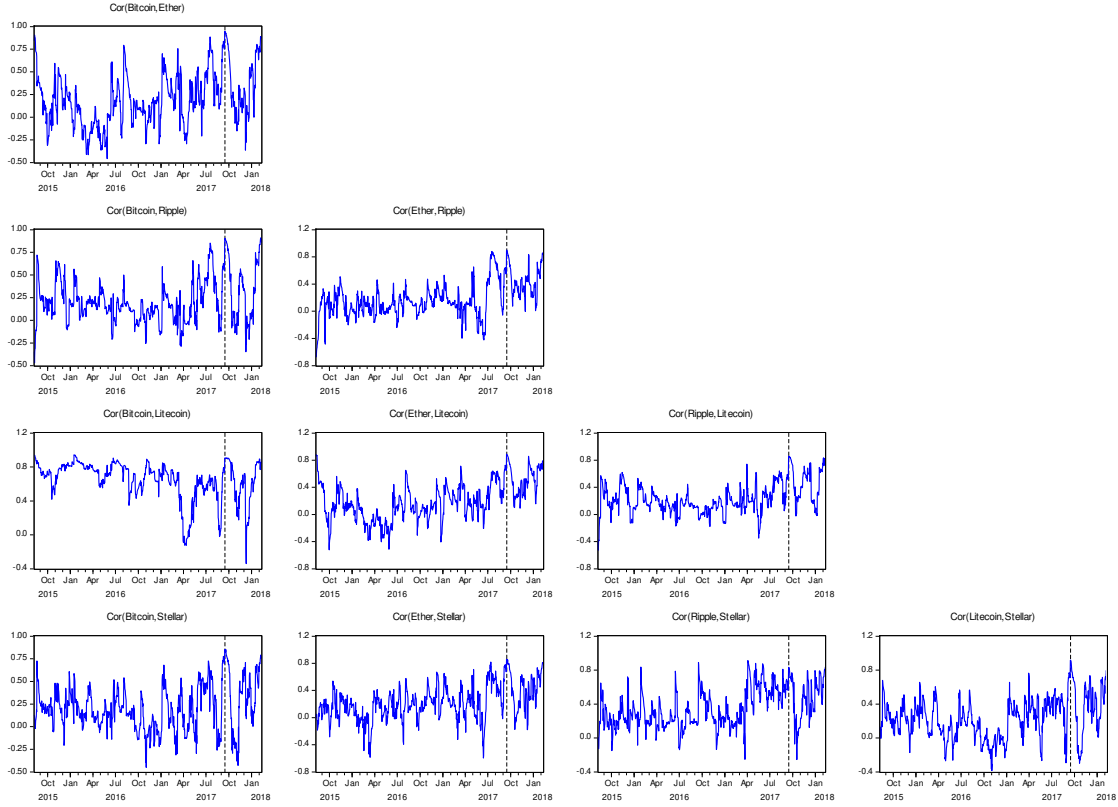 Cor(Bitcoin,Ether)
1.00
0.75
0.50
0.25
0.00
-0.25
-0.50
Oct Jan Apr Jul Oct Jan Apr Jul Oct Jan
2015 2016 2017 2018
Cor(Bitcoin,Ripple) Cor(Ether,Ripple)
1.00 1.2
0.75 0.8
0.50
0.25 0.4
0.00 0.0
-0.25 -0.4
-0.50 -0.8
Oct Jan Apr Jul Oct Jan Apr Jul Oct Jan Oct Jan Apr Jul Oct Jan Apr Jul Oct Jan
2015 2016 2017 2018 2015 2016 2017 2018
Cor(Bitcoin,Litecoin) Cor(Ether,Litecoin) Cor(Ripple,Litecoin)
1.2 1.2 1.2
0.8 0.8 0.8
0.4 0.4 0.4
0.0 0.0 0.0
-0.4 -0.4
-0.4 -0.8 -0.8
Oct Jan Apr Jul Oct Jan Apr Jul Oct Jan Oct Jan Apr Jul Oct Jan Apr Jul Oct Jan Oct Jan Apr Jul Oct Jan Apr Jul Oct Jan
2015 2016 2017 2018 2015 2016 2017 2018 2015 2016 2017 2018
Cor(Bitcoin,Stellar) Cor(Ether,Stellar) Cor(Ripple,Stellar) Cor(Litecoin,Stellar)
1.00 1.2 1.2 1.2
0.75 0.8 0.8 0.8
0.50
0.25 0.4 0.4 0.4
0.00 0.0 0.0 0.0
-0.25 -0.4
-0.50 -0.8 -0.4 -0.4
Oct Jan Apr Jul Oct Jan Apr Jul Oct Jan Oct Jan Apr Jul Oct Jan Apr Jul Oct Jan Oct Jan Apr Jul Oct Jan Apr Jul Oct Jan Oct Jan Apr Jul Oct Jan Apr Jul Oct Jan
2015 2016 2017 2018 2015 2016 2017 2018 2015 2016 2017 2018 2015 2016 2017 2018